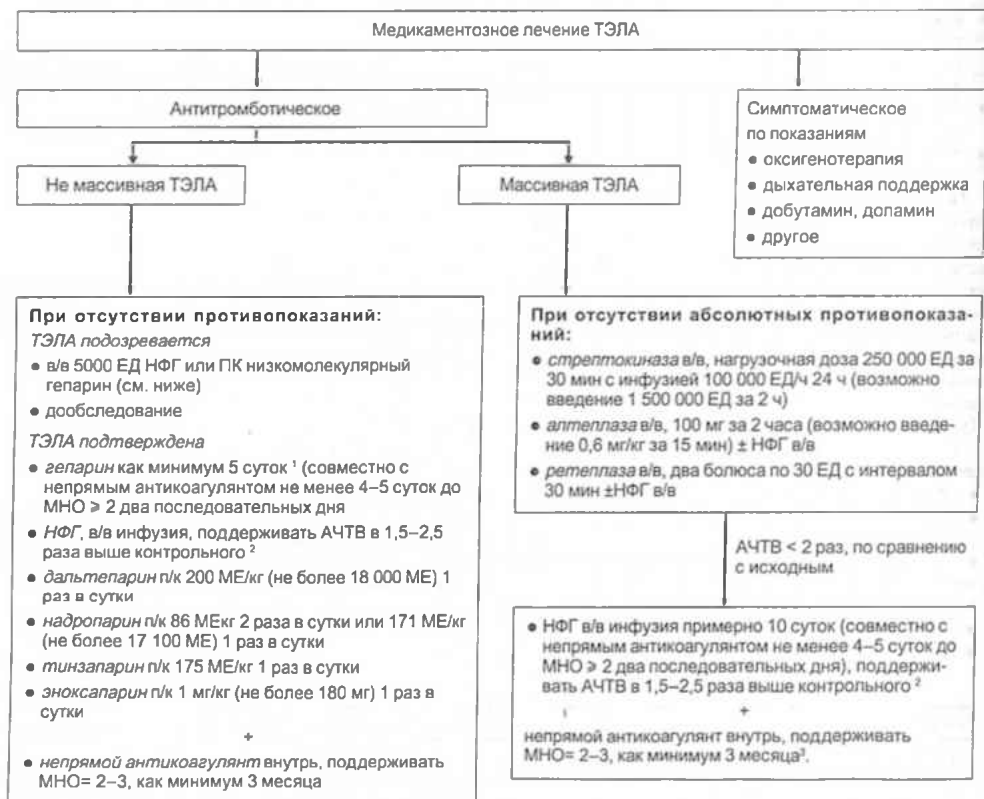 Медикаментозное лечение ТЭЛА
Антитромботическое
Симптоматическое
по показаниям
• оксигенотерапия
• дыхательная поддержка
• добутамин, допамин
• другое
Не массивная ТЭЛА
Массивная ТЭЛА
При отсутствии противопоказаний:
ТЭЛА подозревается
• в/в 5000 ЕД НФГ или ПК низкомолекулярный
гепарин (см. ниже)
• дообследование
ТЭЛА подтверждена
• гепарин как минимум 5 суток ¹ (совместно с
непрямым антикоагулянтом не менее 4–5 суток до
МНО ⩾ 2 два последовательных дня
• НФГ, в/в инфузия, поддерживать АЧТВ в 1,5–2,5
раза выше контрольного ²
• дальтепарин п/к 200 МЕ/кг (не более 18 000 МЕ) 1
раз в сутки
• надропарин п/к 86 МЕкг 2 раза в сутки или 171 МЕ/кг
(не более 17 100 МЕ) 1 раз в сутки
• тинзапарин п/к 175 МЕ/кг 1 раз в сутки
• эноксапарин п/к 1 мг/кг (не более 180 мг) 1 раз в
сутки
+
• непрямой антикоагулянт внутрь, поддерживать
МНО= 2–3, как минимум 3 месяца
При отсутствии абсолютных противопоказа-
ний:
• стрептокиназа в/в, нагрузочная доза 250 000 ЕД за
30 мин с инфузией 100 000 ЕД/ч 24 ч (возможно
введение 1 500 000 ЕД за 2 ч)
• алтеплаза в/в, 100 мг за 2 часа (возможно введе-
ние 0,6 мг/кг за 15 мин) ± НФГ в/в
• ретеплаза в/в, два болюса по 30 ЕД с интервалом
30 мин ±НФГ в/в
АЧТВ < 2 раз, по сравнению
с исходным
• НФГ в/в инфузия примерно 10 суток (совместно с
непрямым антикоагулянтом не менее 4–5 суток до
МНО ⩾ 2 два последовательных дня), поддержи-
вать АЧТВ в 1,5–2,5 раза выше контрольного ²
+
непрямой антикоагулянт внутрь, поддерживать
МНО= 2–3, как минимум 3 месяца³.